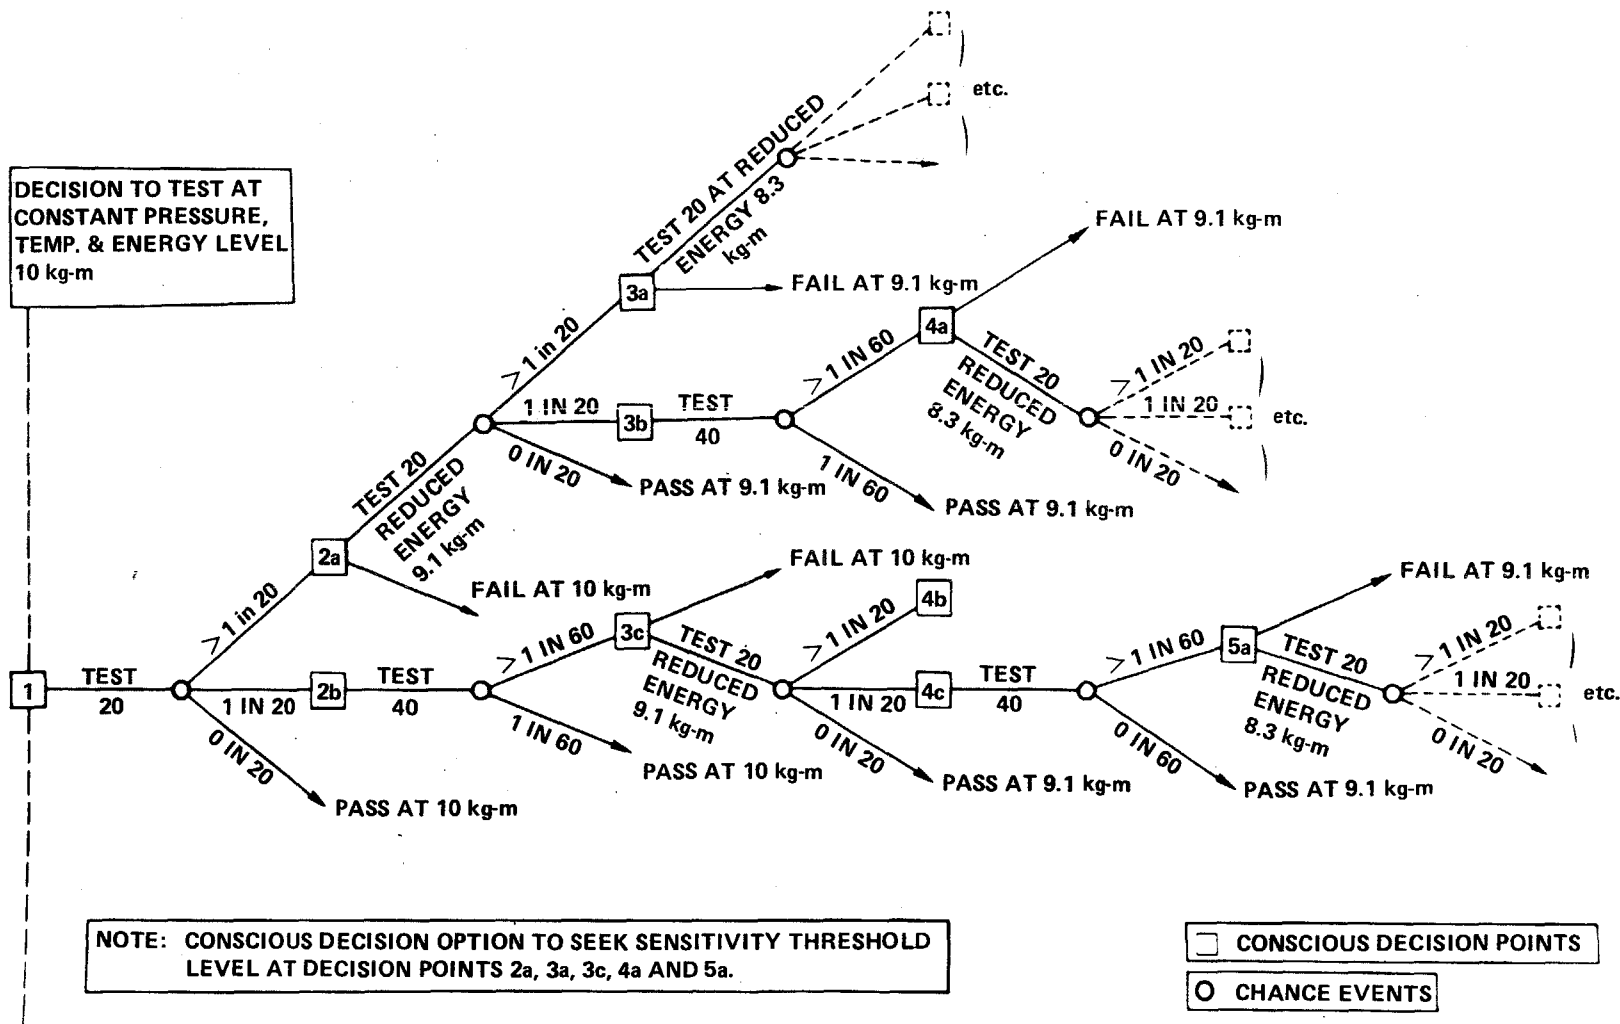 etc.
DECISION TO TEST AT
CONSTANT PRESSURE,
TEMP. & ENERGY LEVEL
10 kg-m
TEST 20 AT REDUCED
ENERGY 8.3
kg-m
3a
FAIL AT 9.1 kg-m
FAIL AT 9.1 kg-m
> 1 in 20
> 1 IN 60
4a
TEST 20
REDUCED
ENERGY
8.3 kg-m
> 1 IN 20
1 IN 20
0 IN 20
etc.
1 IN 20
3b
TEST
40
0 IN 20
PASS AT 9.1 kg-m
1 IN 60
PASS AT 9.1 kg-m
TEST 20
REDUCED
ENERGY
9.1 kg-m
2a
FAIL AT 10 kg-m
> 1 in 20
FAIL AT 10 kg-m
> 1 IN 60
3c
TEST 20
REDUCED
ENERGY
9.1 kg-m
> 1 IN 20
4b
FAIL AT 9.1 kg-m
> 1 IN 60
5a
TEST 20
REDUCED
ENERGY
8.3 kg-m
> 1 IN 20
1 IN 20
0 IN 20
etc.
1
TEST
20
1 IN 20
2b
TEST
40
1 IN 60
PASS AT 10 kg-m
1 IN 20
4c
TEST
40
0 IN 20
PASS AT 9.1 kg-m
0 IN 60
PASS AT 9.1 kg-m
0 IN 20
PASS AT 10 kg-m
NOTE: CONSCIOUS DECISION OPTION TO SEEK SENSITIVITY THRESHOLD
LEVEL AT DECISION POINTS 2a, 3a, 3c, 4a AND 5a.
CONSCIOUS DECISION POINTS
CHANCE EVENTS